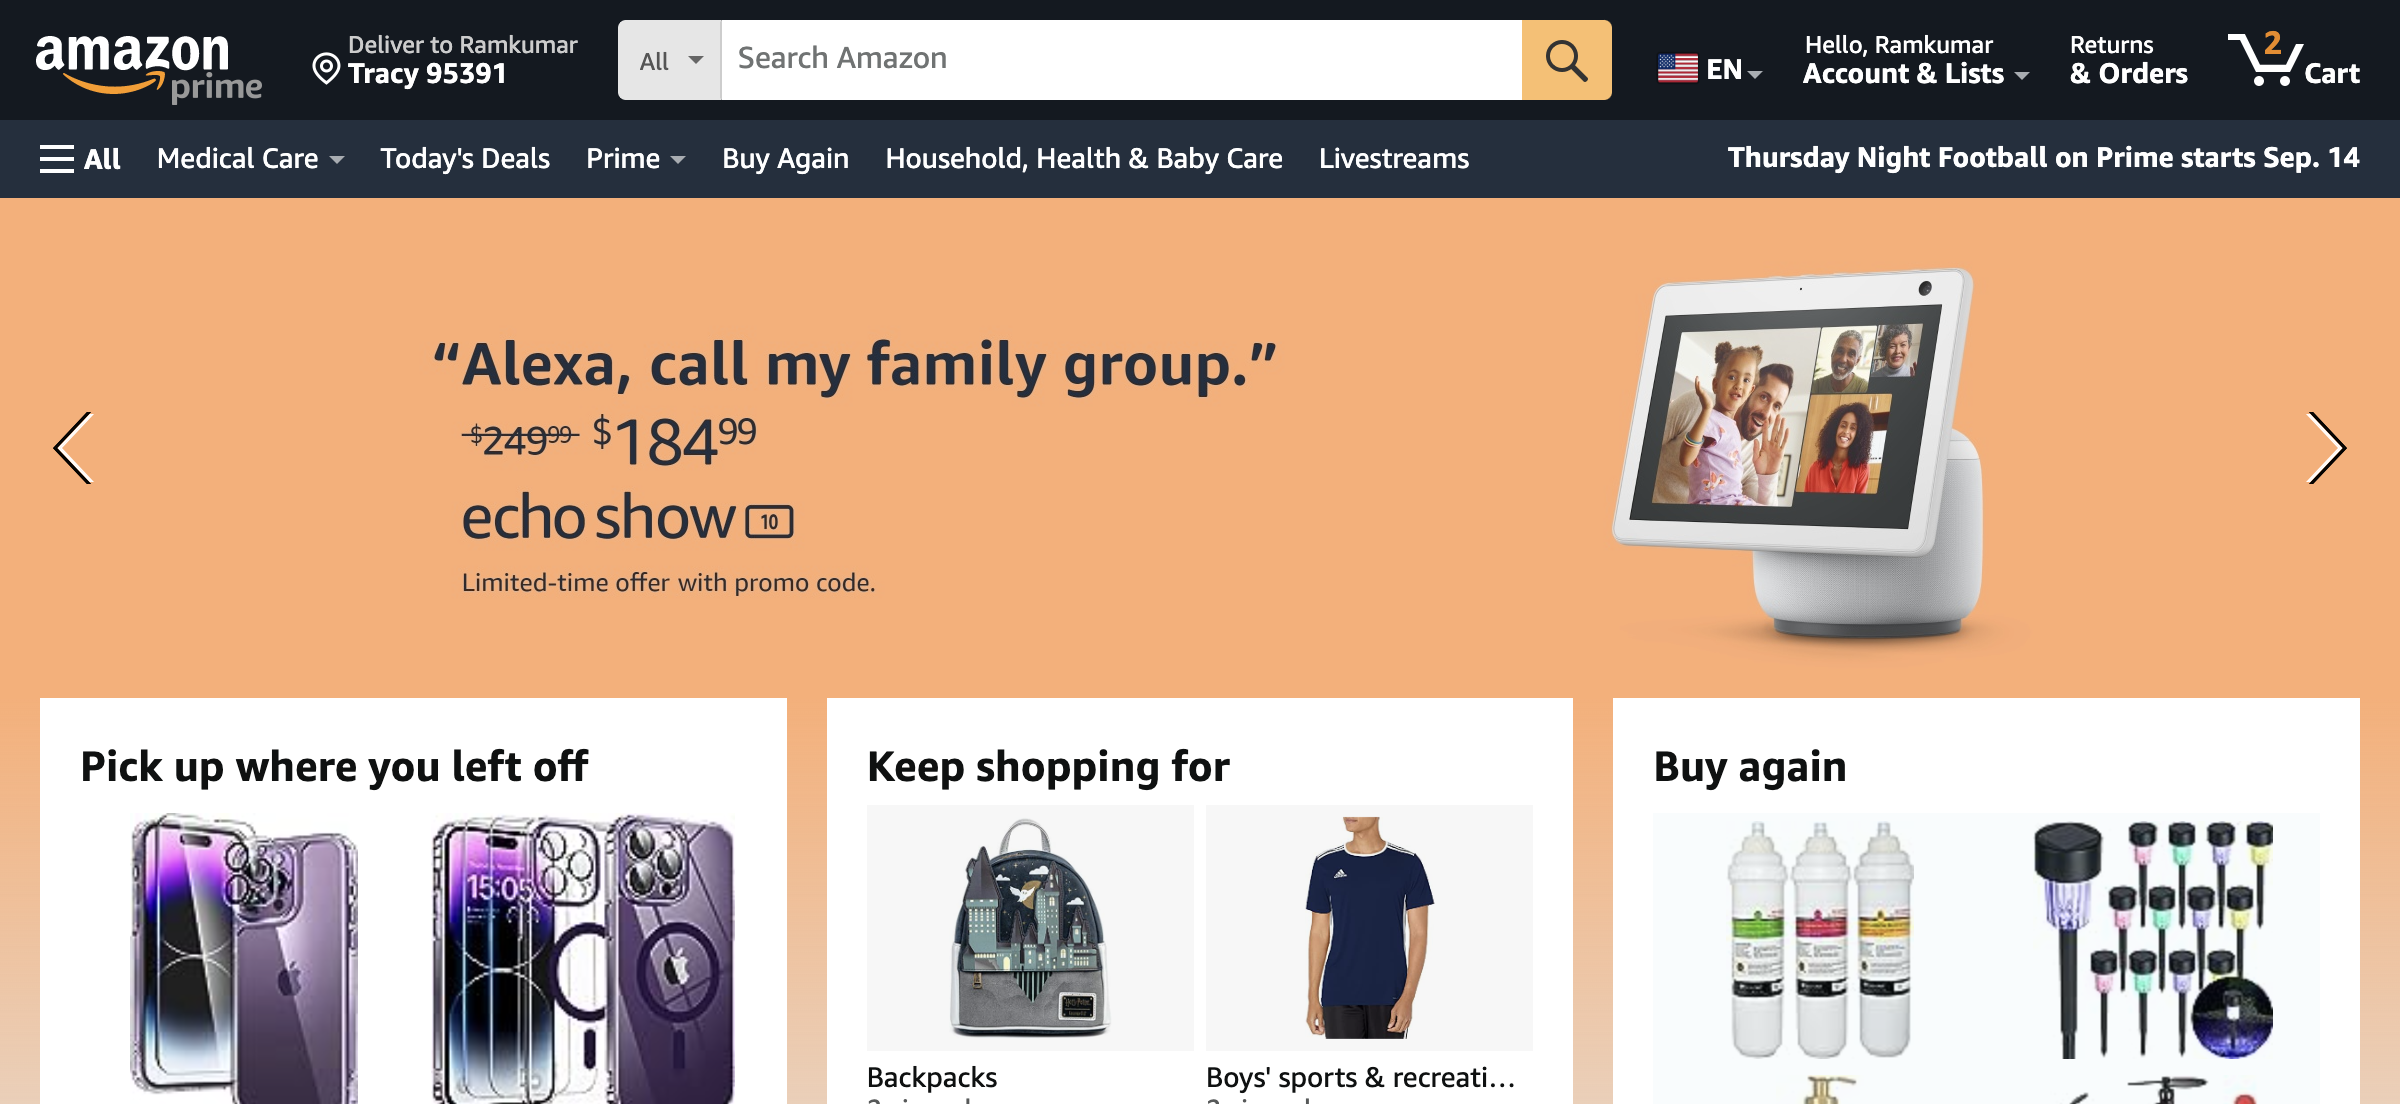 amazon
prime
Deliver to Ramkumar
Tracy 95391
All
Search Amazon
EN
Hello, Ramkumar
Account & Lists
Returns
& Orders
2
Cart
All
Medical Care
Today's Deals
Prime
Buy Again
Household, Health & Baby Care
Livestreams
Thursday Night Football on Prime starts Sep. 14
“Alexa, call my family group.”
$249.99 $184.99
echo show 10
Limited-time offer with promo code.
Pick up where you left off
15:05
Keep shopping for
Backpacks
Boys' sports & recreati…
Buy again